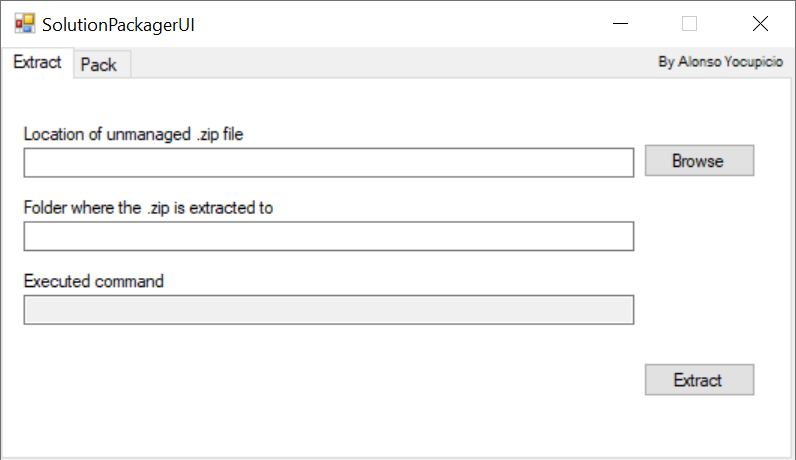 SolutionPackagerUI
Extract Pack By Alonso Yocupicio
Location of unmanaged .zip file
Browse
Folder where the .zip is extracted to
Executed command
Extract